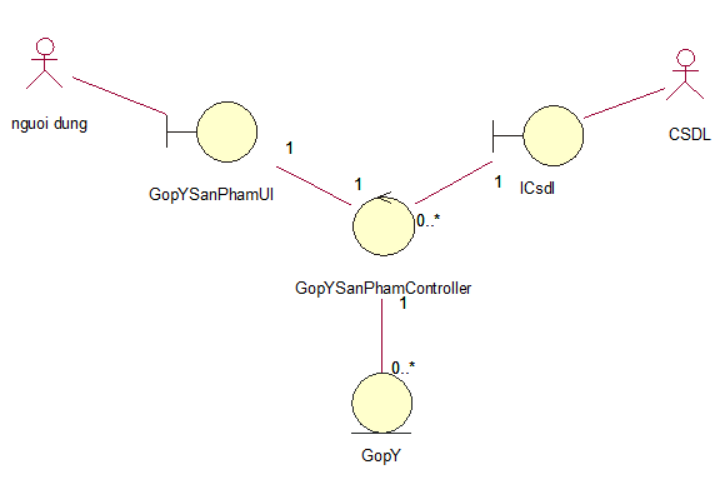 nguoi dung
CSDL
1
GopYSanPhamUI
1
1
ICsdl
0..*
GopYSanPhamController
1
0..*
GopY